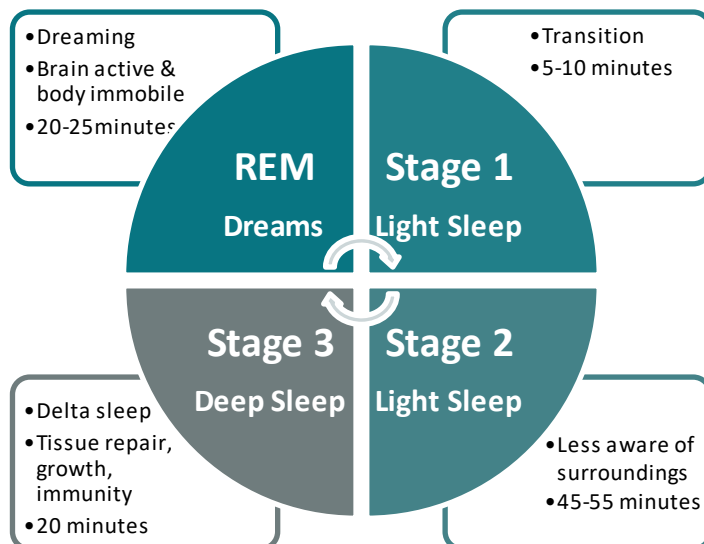 •Dreaming
•Brain active &
body immobile
•20-25minutes
REM
Dreams
•Transition
•5-10 minutes
Stage 1
Light Sleep
Stage 3
Deep Sleep
•Delta sleep
•Tissue repair,
growth,
immunity
•20 minutes
Stage 2
Light Sleep
•Less aware of
surroundings
•45-55 minutes